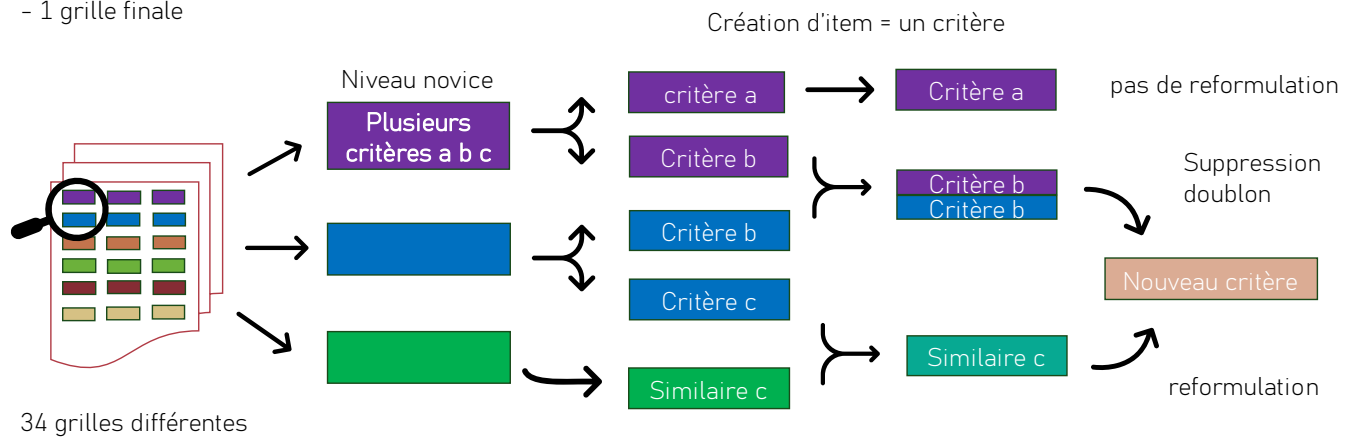 - 1 grille finale
Création d'item = un critère
Niveau novice
Plusieurs
critères a b c
critère a
Critère a
pas de reformulation
Critère b
Critère b
Critère b
Suppression
doublon
Critère b
Critère c
Nouveau critère
Similaire c
Similaire c
reformulation
34 grilles différentes